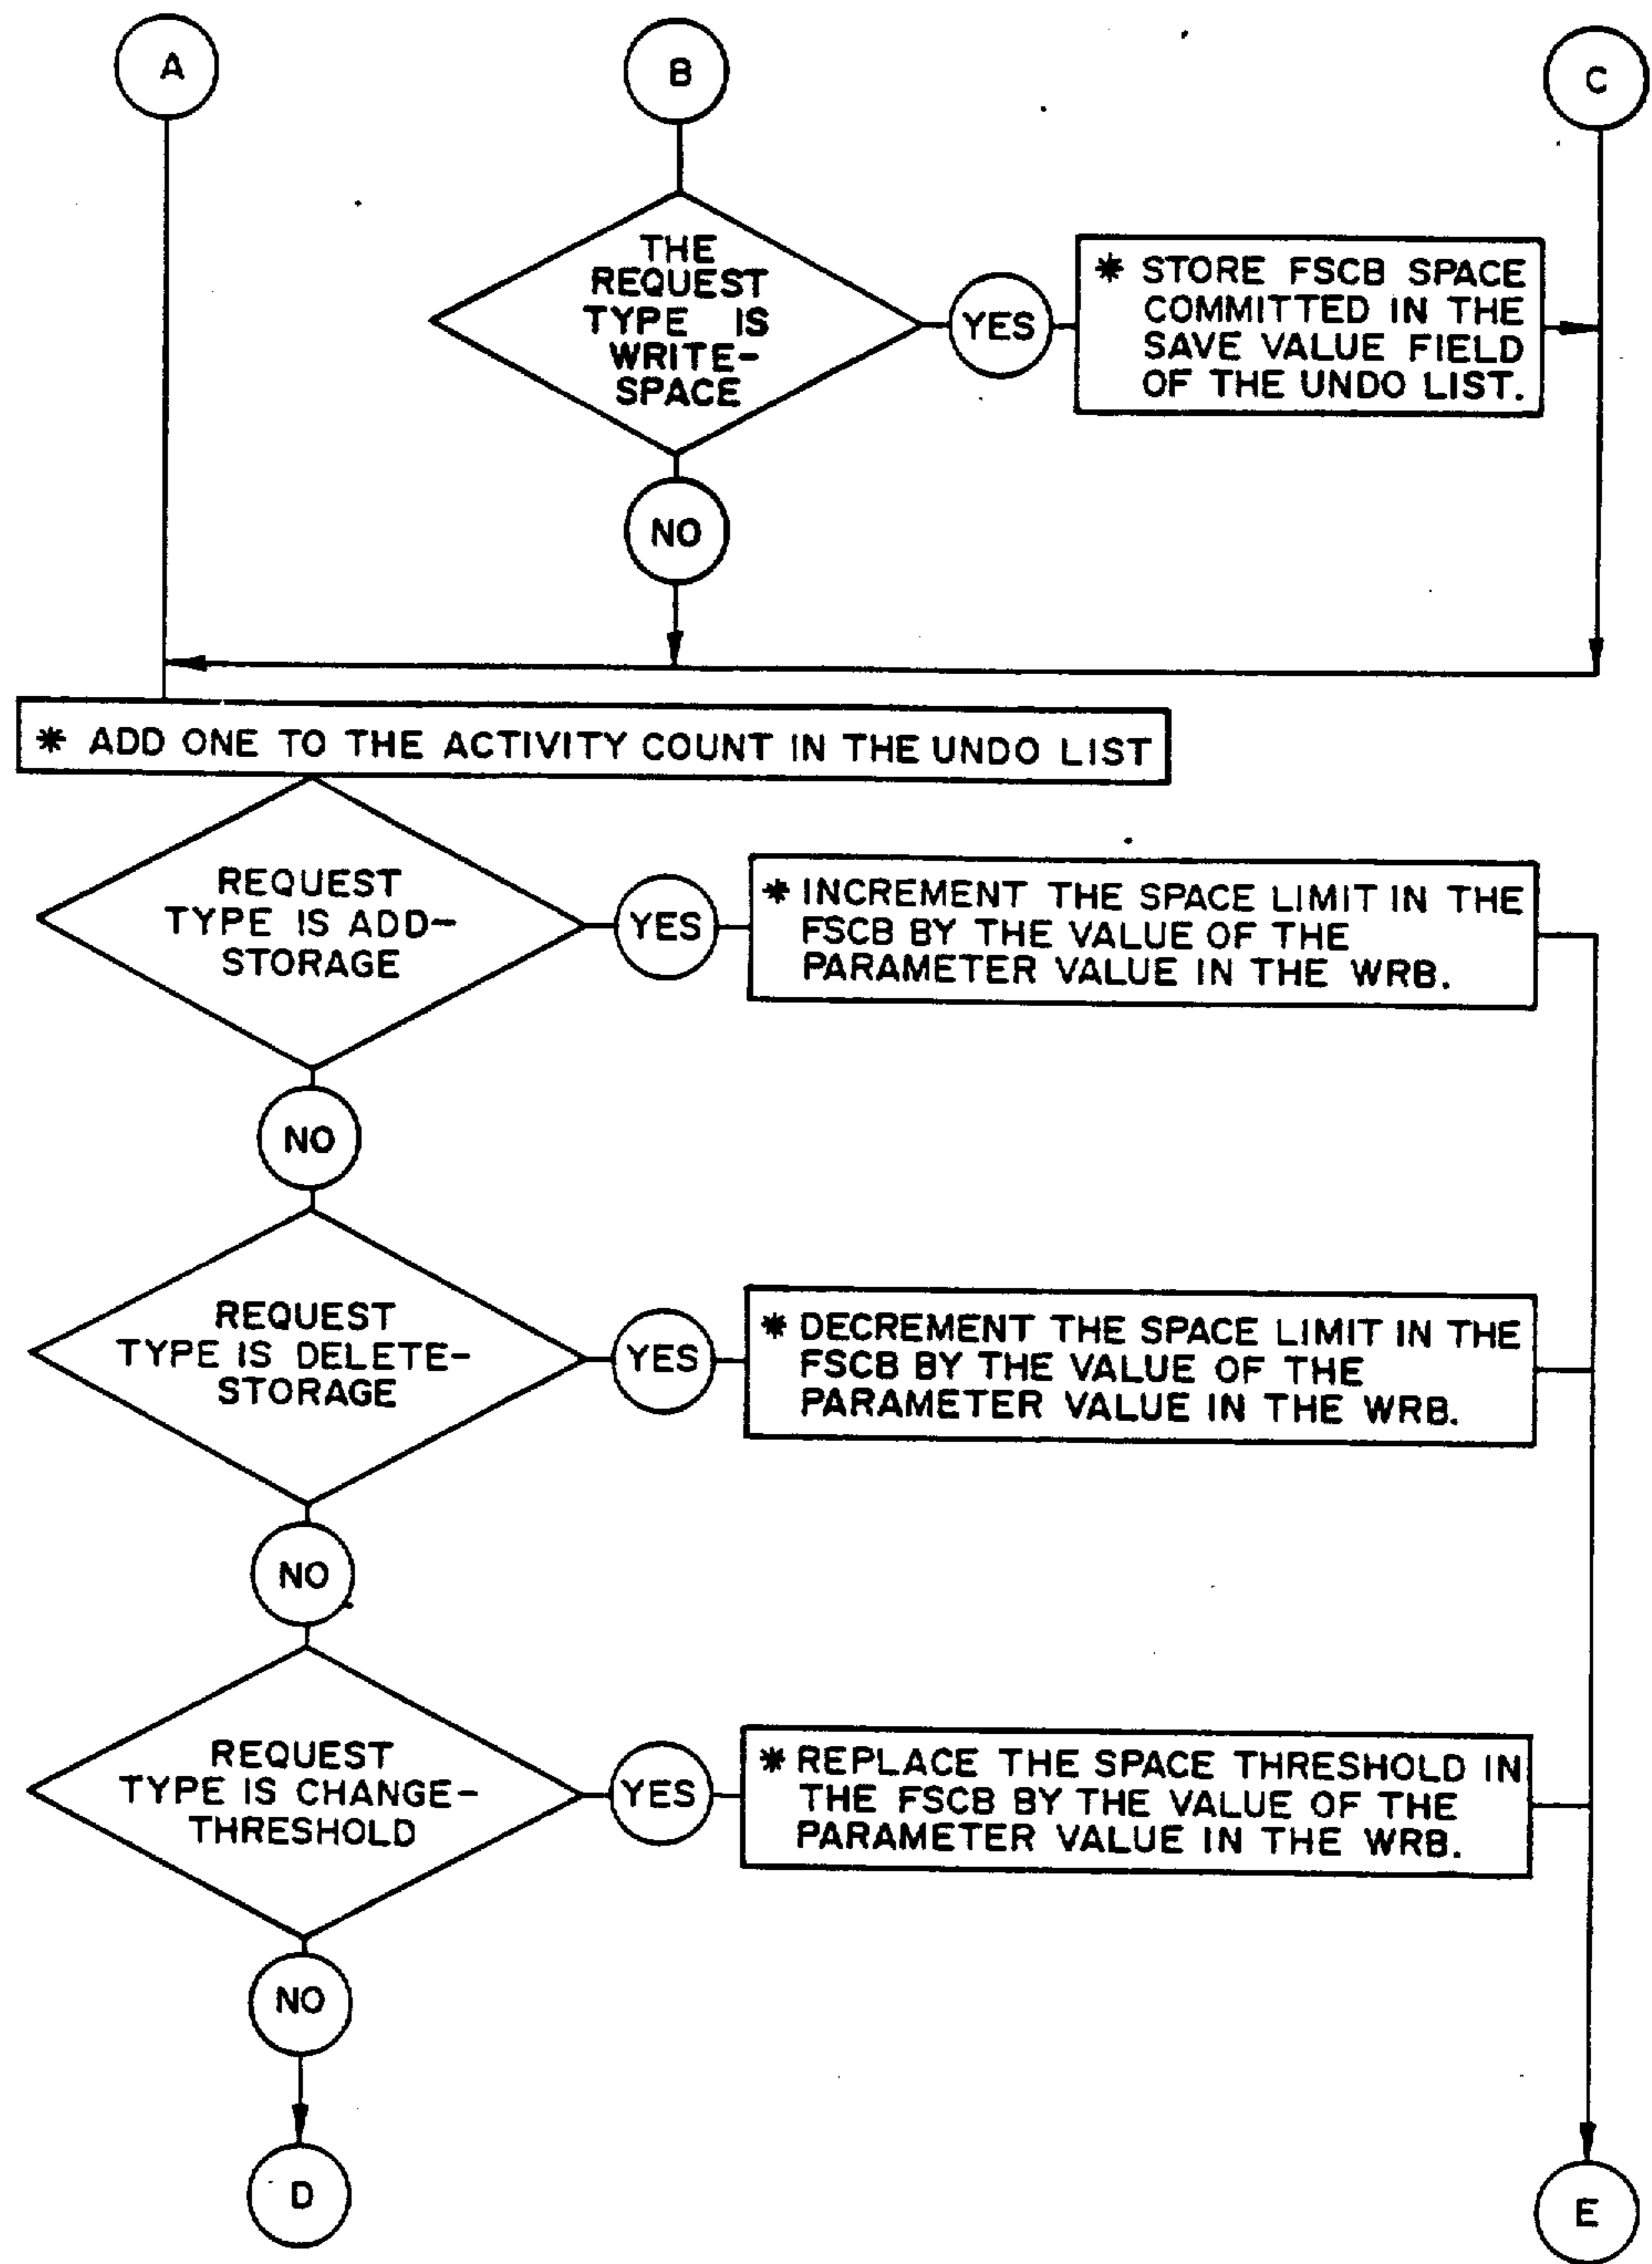 A
B
C
THE
REQUEST
TYPE IS
WRITE-
SPACE
YES
* STORE FSCB SPACE
COMMITTED IN THE
SAVE VALUE FIELD
OF THE UNDO LIST.
NO
* ADD ONE TO THE ACTIVITY COUNT IN THE UNDO LIST
REQUEST
TYPE IS ADD-
STORAGE
YES
* INCREMENT THE SPACE LIMIT IN THE
FSCB BY THE VALUE OF THE
PARAMETER VALUE IN THE WRB.
NO
REQUEST
TYPE IS DELETE-
STORAGE
YES
* DECREMENT THE SPACE LIMIT IN THE
FSCB BY THE VALUE OF THE
PARAMETER VALUE IN THE WRB.
NO
REQUEST
TYPE IS CHANGE-
THRESHOLD
YES
* REPLACE THE SPACE THRESHOLD IN
THE FSCB BY THE VALUE OF THE
PARAMETER VALUE IN THE WRB.
NO
D
E